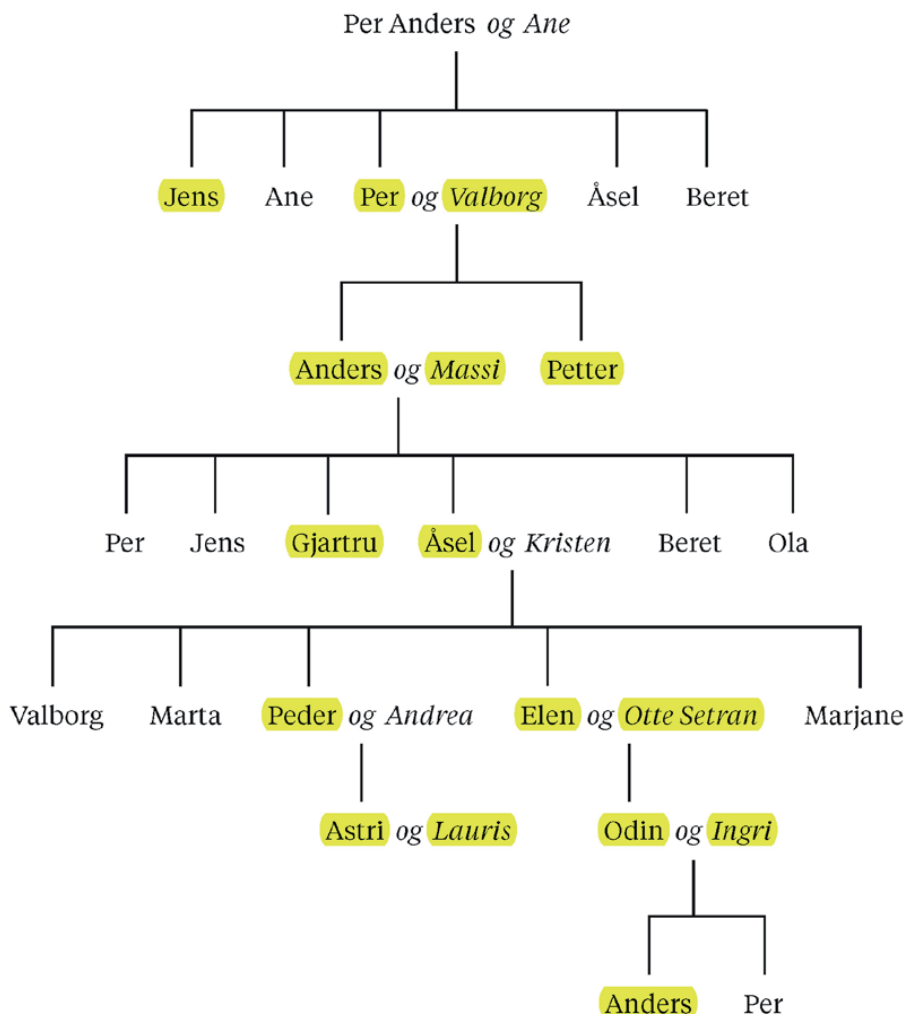 Per Anders og Ane
Jens Ane Per og Valborg Åsel Beret
Anders og Massi Petter
Per Jens Gjartru Åsel og Kristen Beret Ola
Valborg Marta Peder og Andrea Elen og Otte Setran Marjane
Astri og Lauris Odin og Ingri
Anders Per